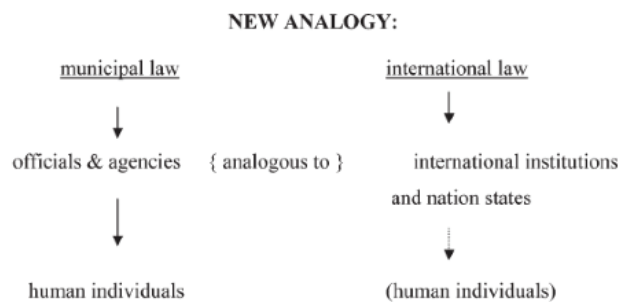 NEW ANALOGY:
municipal law international law
officials & agencies { analogous to } international institutions
and nation states
human individuals (human individuals)